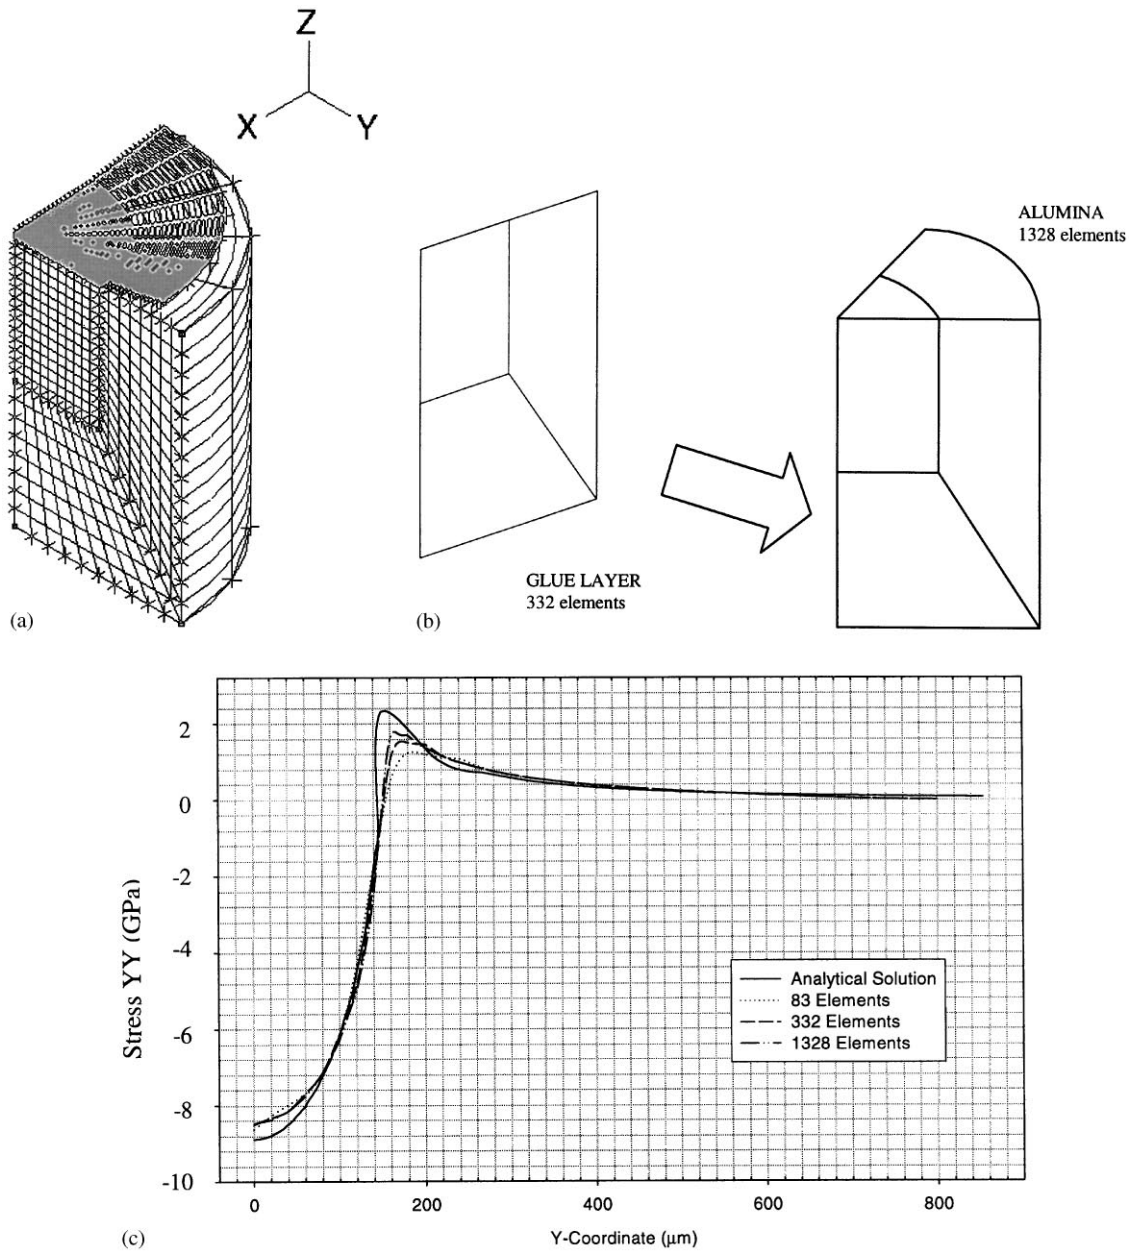 Z
X
Y
ALUMINA
1328 elements
GLUE LAYER
332 elements
(a)
(b)
2
0
-2
-4
-6
-8
-10
Stress YY (GPa)
Analytical Solution
83 Elements
332 Elements
1328 Elements
0
200
400
600
800
Y-Coordinate (μm)
(c)